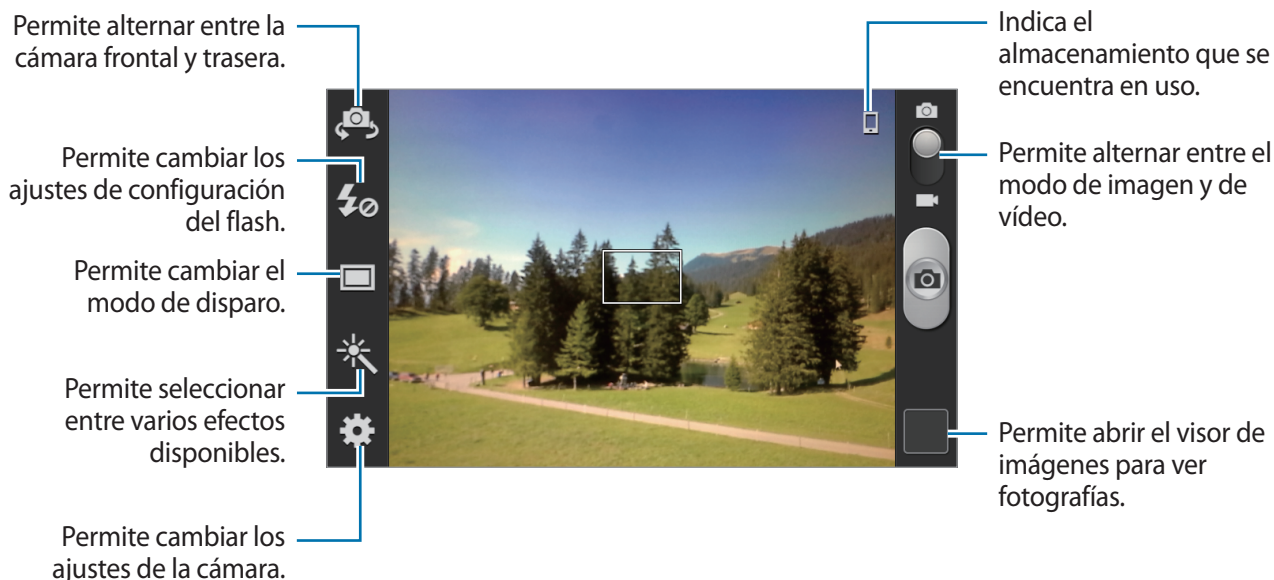 Permite alternar entre la
cámara frontal y trasera.
Permite cambiar los
ajustes de configuración
del flash.
Permite cambiar el
modo de disparo.
Permite seleccionar
entre varios efectos
disponibles.
Permite cambiar los
ajustes de la cámara.
Indica el
almacenamiento que se
encuentra en uso.
Permite alternar entre el
modo de imagen y de
vídeo.
Permite abrir el visor de
imágenes para ver
fotografías.